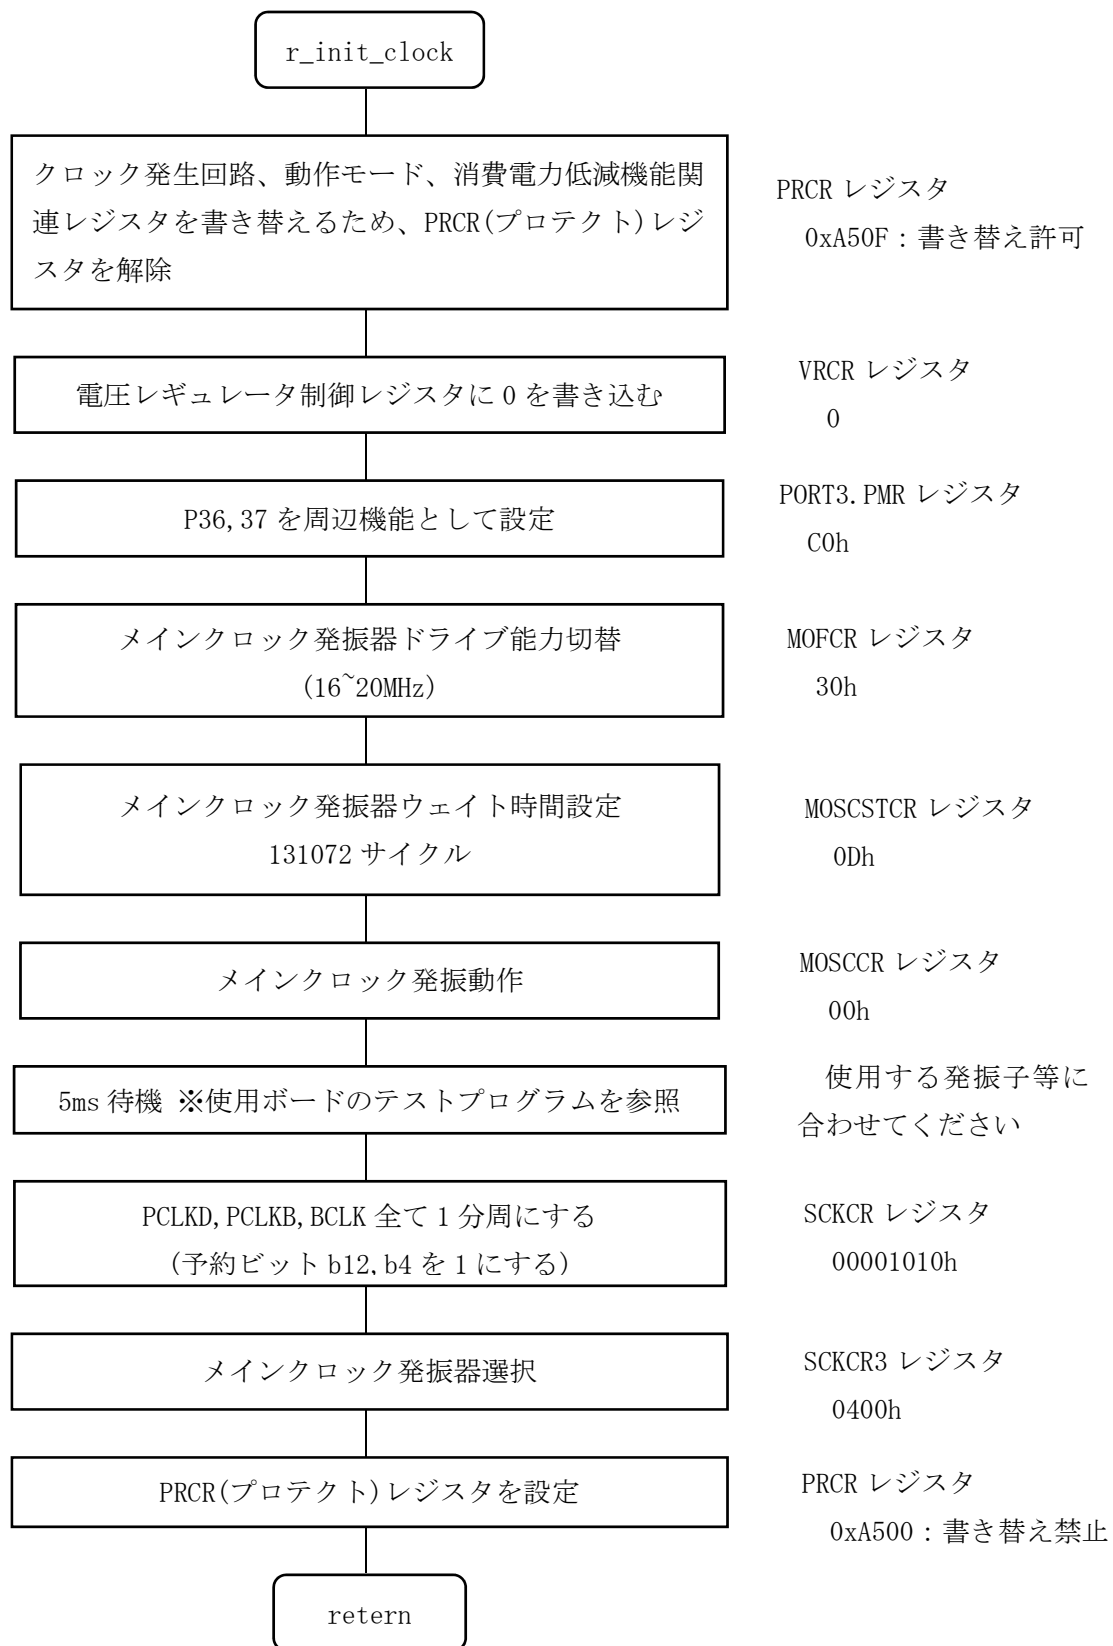 r_init_clock
クロック発生回路、動作モード、消費電力低減機能関
連レジスタを書き替えるため、PRCR(プロテクト)レジ
スタを解除
PRCR レジスタ
0xA50F：書き替え許可
電圧レギュレータ制御レジスタに 0 を書き込む
VRCR レジスタ
0
P36,37 を周辺機能として設定
PORT3.PMR レジスタ
C0h
メインクロック発振器ドライブ能力切替
(16~20MHz)
MOFCR レジスタ
30h
メインクロック発振器ウェイト時間設定
131072 サイクル
MOSCSTCR レジスタ
0Dh
メインクロック発振動作
MOSCCR レジスタ
00h
5ms 待機 ※使用ボードのテストプログラムを参照
使用する発振子等に
合わせてください
PCLKD,PCLKB,BCLK 全て 1 分周にする
(予約ビット b12,b4 を 1 にする)
SCKCR レジスタ
00001010h
メインクロック発振器選択
SCKCR3 レジスタ
0400h
PRCR(プロテクト)レジスタを設定
PRCR レジスタ
0xA500：書き替え禁止
retern